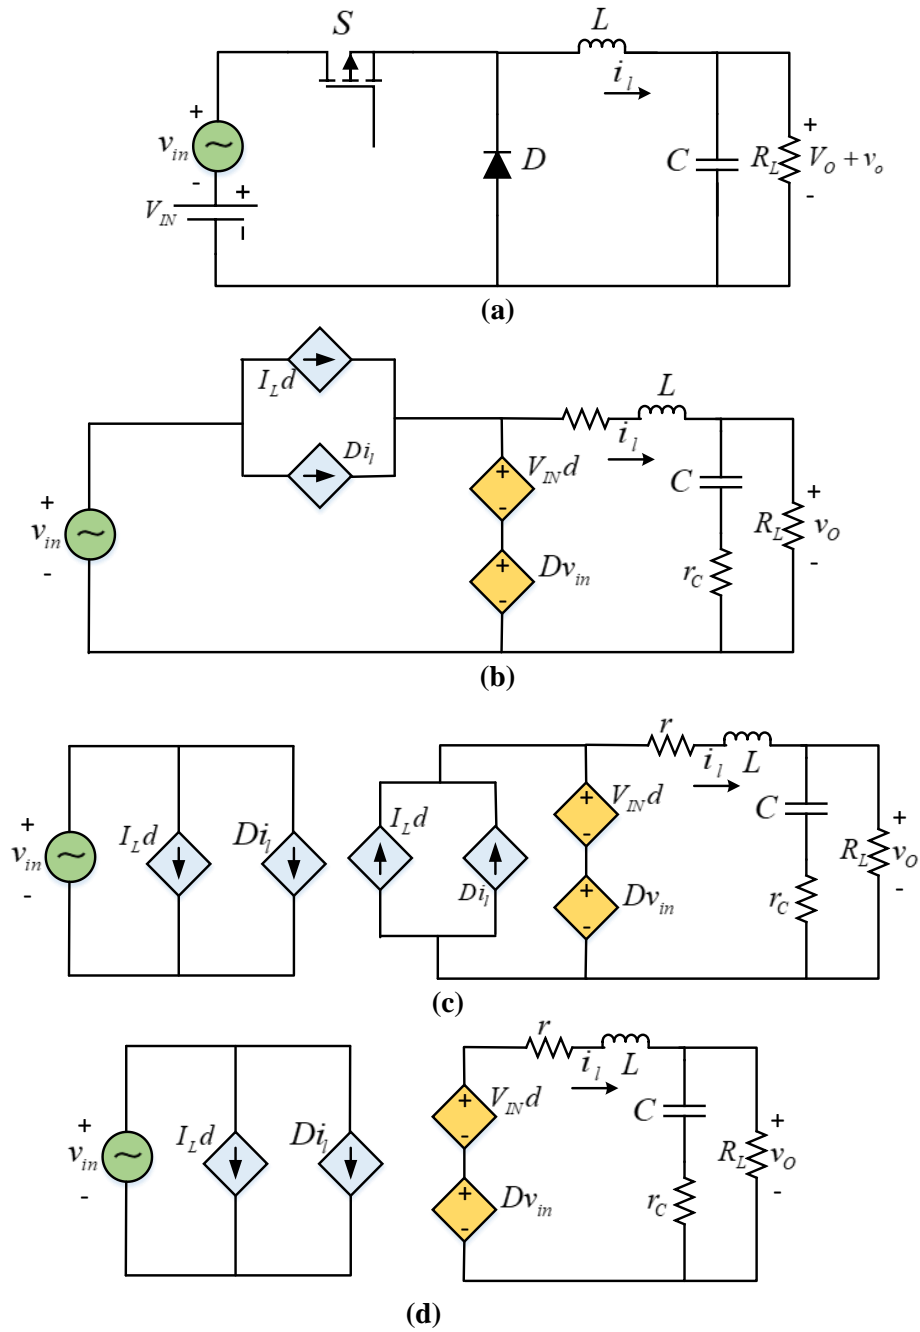 S
L
i_l
+
v_in
-
+
V_IN
-
D
C
R_L
+
V_O + v_o
-
(a)
I_L d
D i_l
L
i_l
+
v_in
-
+
-
V_IN d
+
-
D v_in
C
r_C
R_L
+
v_O
-
(b)
r
i_l
L
+
v_in
-
I_L d
D i_l
I_L d
D i_l
+
-
V_IN d
+
-
D v_in
C
r_C
R_L
+
v_O
-
(c)
r
i_l
L
+
v_in
-
I_L d
D i_l
+
-
V_IN d
+
-
D v_in
C
r_C
R_L
+
v_O
-
(d)